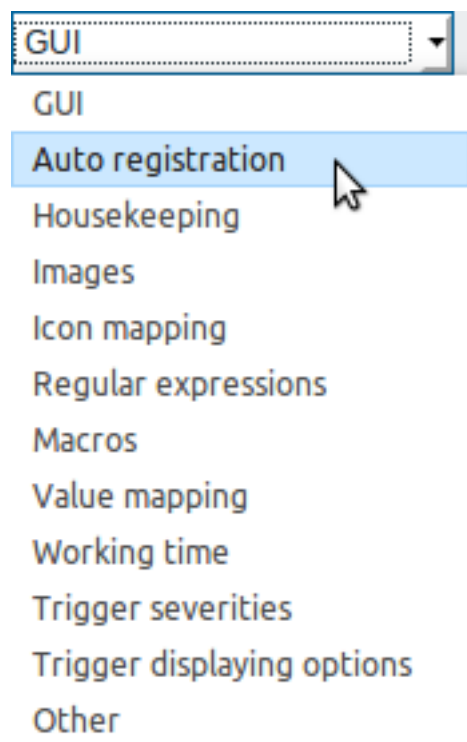 GUI
GUI
Auto registration
Housekeeping
Images
Icon mapping
Regular expressions
Macros
Value mapping
Working time
Trigger severities
Trigger displaying options
Other